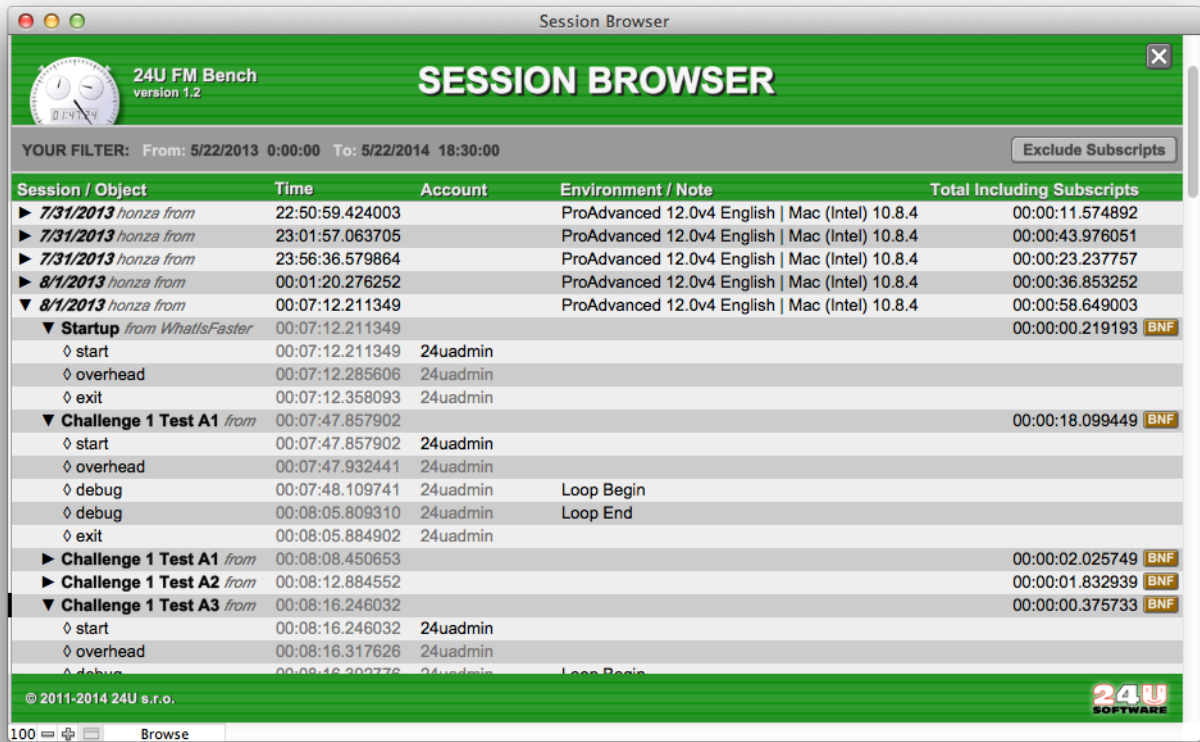 Session Browser
24U FM Bench
version 1.2
SESSION BROWSER
01:47.24
YOUR FILTER: From: 5/22/2013 0:00:00 To: 5/22/2014 18:30:00 Exclude Subscripts
Session / Object Time Account Environment / Note Total Including Subscripts
▶ 7/31/2013 honza from 22:50:59.424003 ProAdvanced 12.0v4 English | Mac (Intel) 10.8.4 00:00:11.574892
▶ 7/31/2013 honza from 23:01:57.063705 ProAdvanced 12.0v4 English | Mac (Intel) 10.8.4 00:00:43.976051
▶ 7/31/2013 honza from 23:56:36.579864 ProAdvanced 12.0v4 English | Mac (Intel) 10.8.4 00:00:23.237757
▶ 8/1/2013 honza from 00:01:20.276252 ProAdvanced 12.0v4 English | Mac (Intel) 10.8.4 00:00:36.853252
▼ 8/1/2013 honza from 00:07:12.211349 ProAdvanced 12.0v4 English | Mac (Intel) 10.8.4 00:00:58.649003
▼ Startup from WhatIsFaster 00:07:12.211349 00:00:00.219193 BNF
◊ start 00:07:12.211349 24uadmin
◊ overhead 00:07:12.285606 24uadmin
◊ exit 00:07:12.358093 24uadmin
▼ Challenge 1 Test A1 from 00:07:47.857902 00:00:18.099449 BNF
◊ start 00:07:47.857902 24uadmin
◊ overhead 00:07:47.932441 24uadmin
◊ debug 00:07:48.109741 24uadmin Loop Begin
◊ debug 00:08:05.809310 24uadmin Loop End
◊ exit 00:08:05.884902 24uadmin
▶ Challenge 1 Test A1 from 00:08:08.450653 00:00:02.025749 BNF
▶ Challenge 1 Test A2 from 00:08:12.884552 00:00:01.832939 BNF
▼ Challenge 1 Test A3 from 00:08:16.246032 00:00:00.375733 BNF
◊ start 00:08:16.246032 24uadmin
◊ overhead 00:08:16.317626 24uadmin
◊ debug 00:08:16.392776 24uadmin Loop Begin
© 2011-2014 24U s.r.o.
24U
SOFTWARE
100 Browse